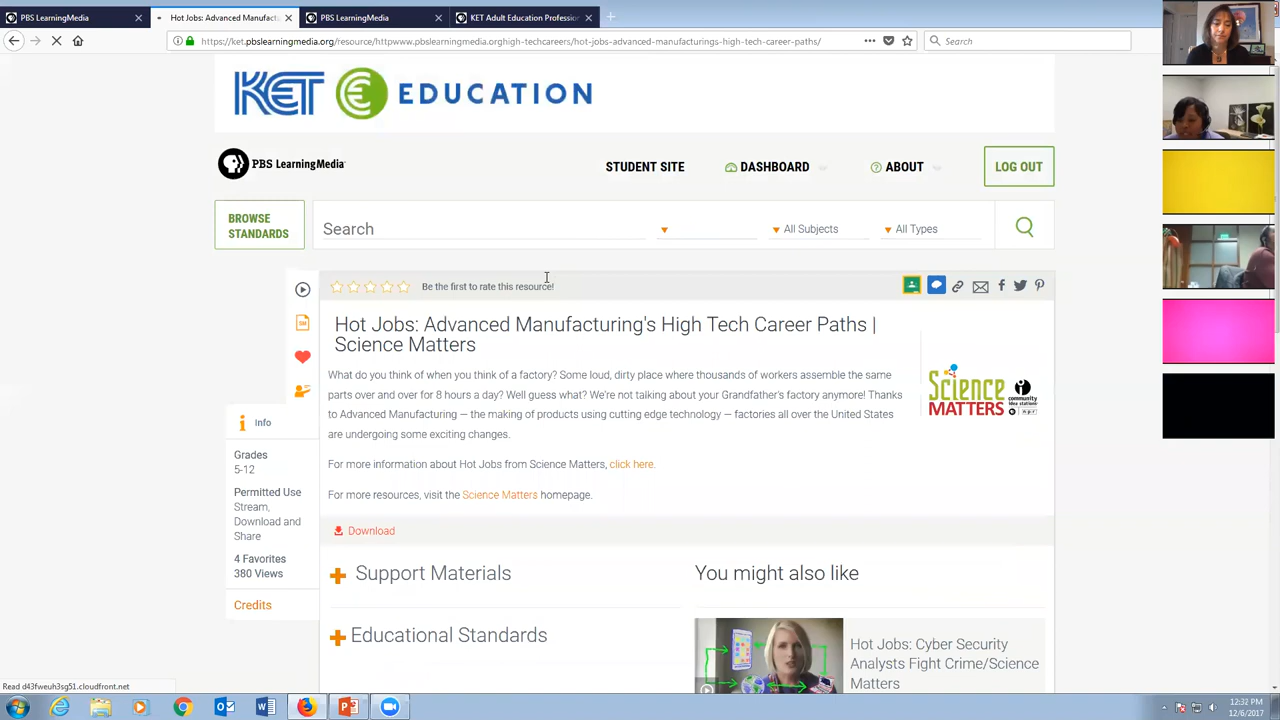 PBS LearningMedia
Hot Jobs: Advanced Manufact
PBS LearningMedia
KET Adult Education Profession
https://ket.pbslearningmedia.org/resource/httpwww.pbslearningmedia.orghigh-techcareers/hot-jobs-advanced-manufacturings-high-tech-career-paths/
Search
KET EDUCATION
PBS LearningMedia
STUDENT SITE
DASHBOARD
ABOUT
LOG OUT
BROWSE
STANDARDS
Search
All Subjects
All Types
Be the first to rate this resource!
Hot Jobs: Advanced Manufacturing's High Tech Career Paths |
Science Matters
What do you think of when you think of a factory? Some loud, dirty place where thousands of workers assemble the same
parts over and over for 8 hours a day? Well guess what? We're not talking about your Grandfather's factory anymore! Thanks
to Advanced Manufacturing — the making of products using cutting edge technology — factories all over the United States
are undergoing some exciting changes.
Science
MATTERS
community
idea stations
For more information about Hot Jobs from Science Matters, click here.
For more resources, visit the Science Matters homepage.
Info
Grades
5-12
Permitted Use
Stream,
Download and
Share
4 Favorites
380 Views
Credits
Download
Support Materials
Educational Standards
You might also like
Hot Jobs: Cyber Security
Analysts Fight Crime/Science
Matters
Read d43fweuh3sg51.cloudfront.net
12:32 PM
12/6/2017